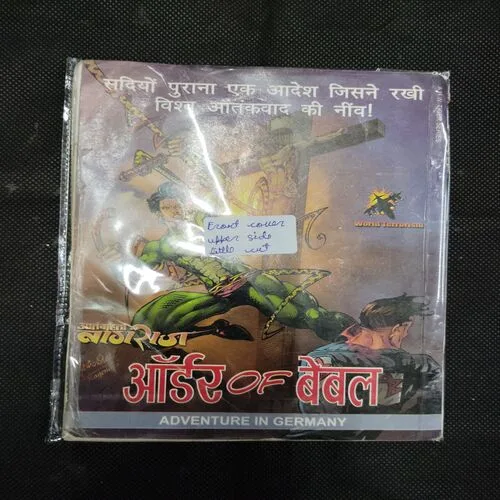 सदियों पुराना एक आदेश जिसने रखी
विश्व आतंकवाद की नींव!
World Terrorism
Front cover
upper side
little cut
नागराज
ऑर्डर OF बेबल
ADVENTURE IN GERMANY